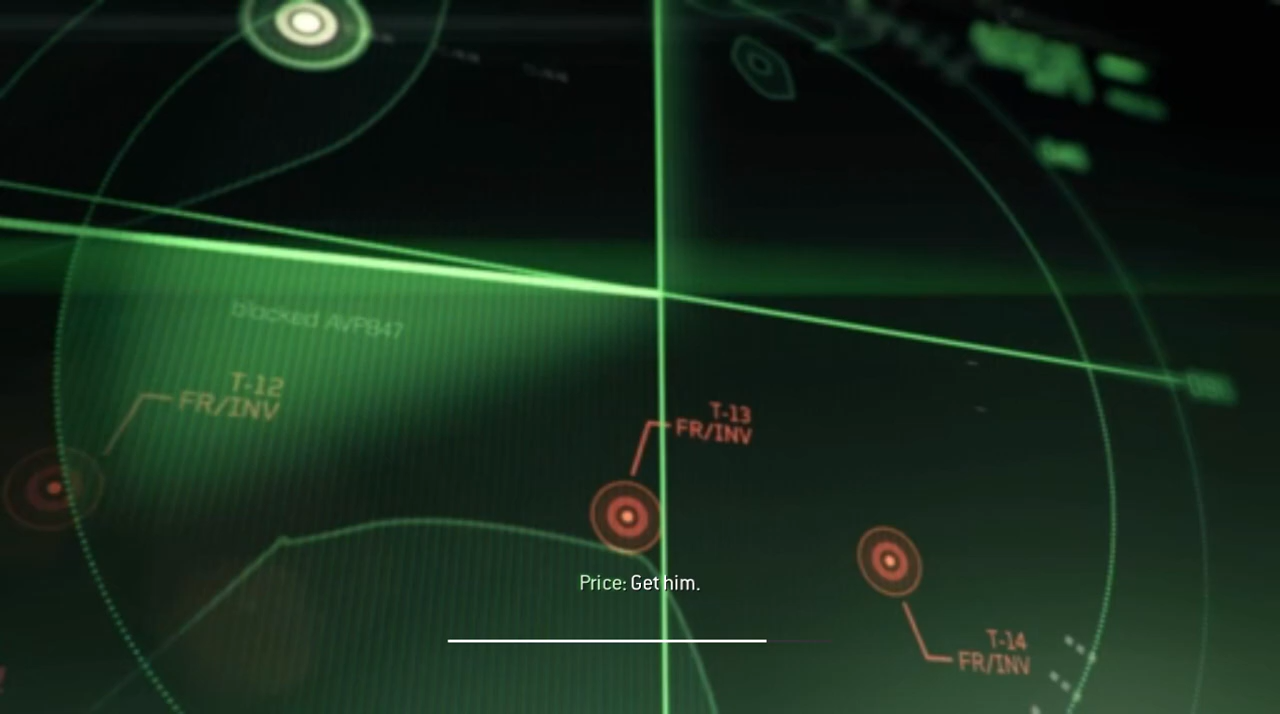 blocked AVP847
T-12
FR/INV
T-13
FR/INV
Price: Get him.
T-14
FR/INV